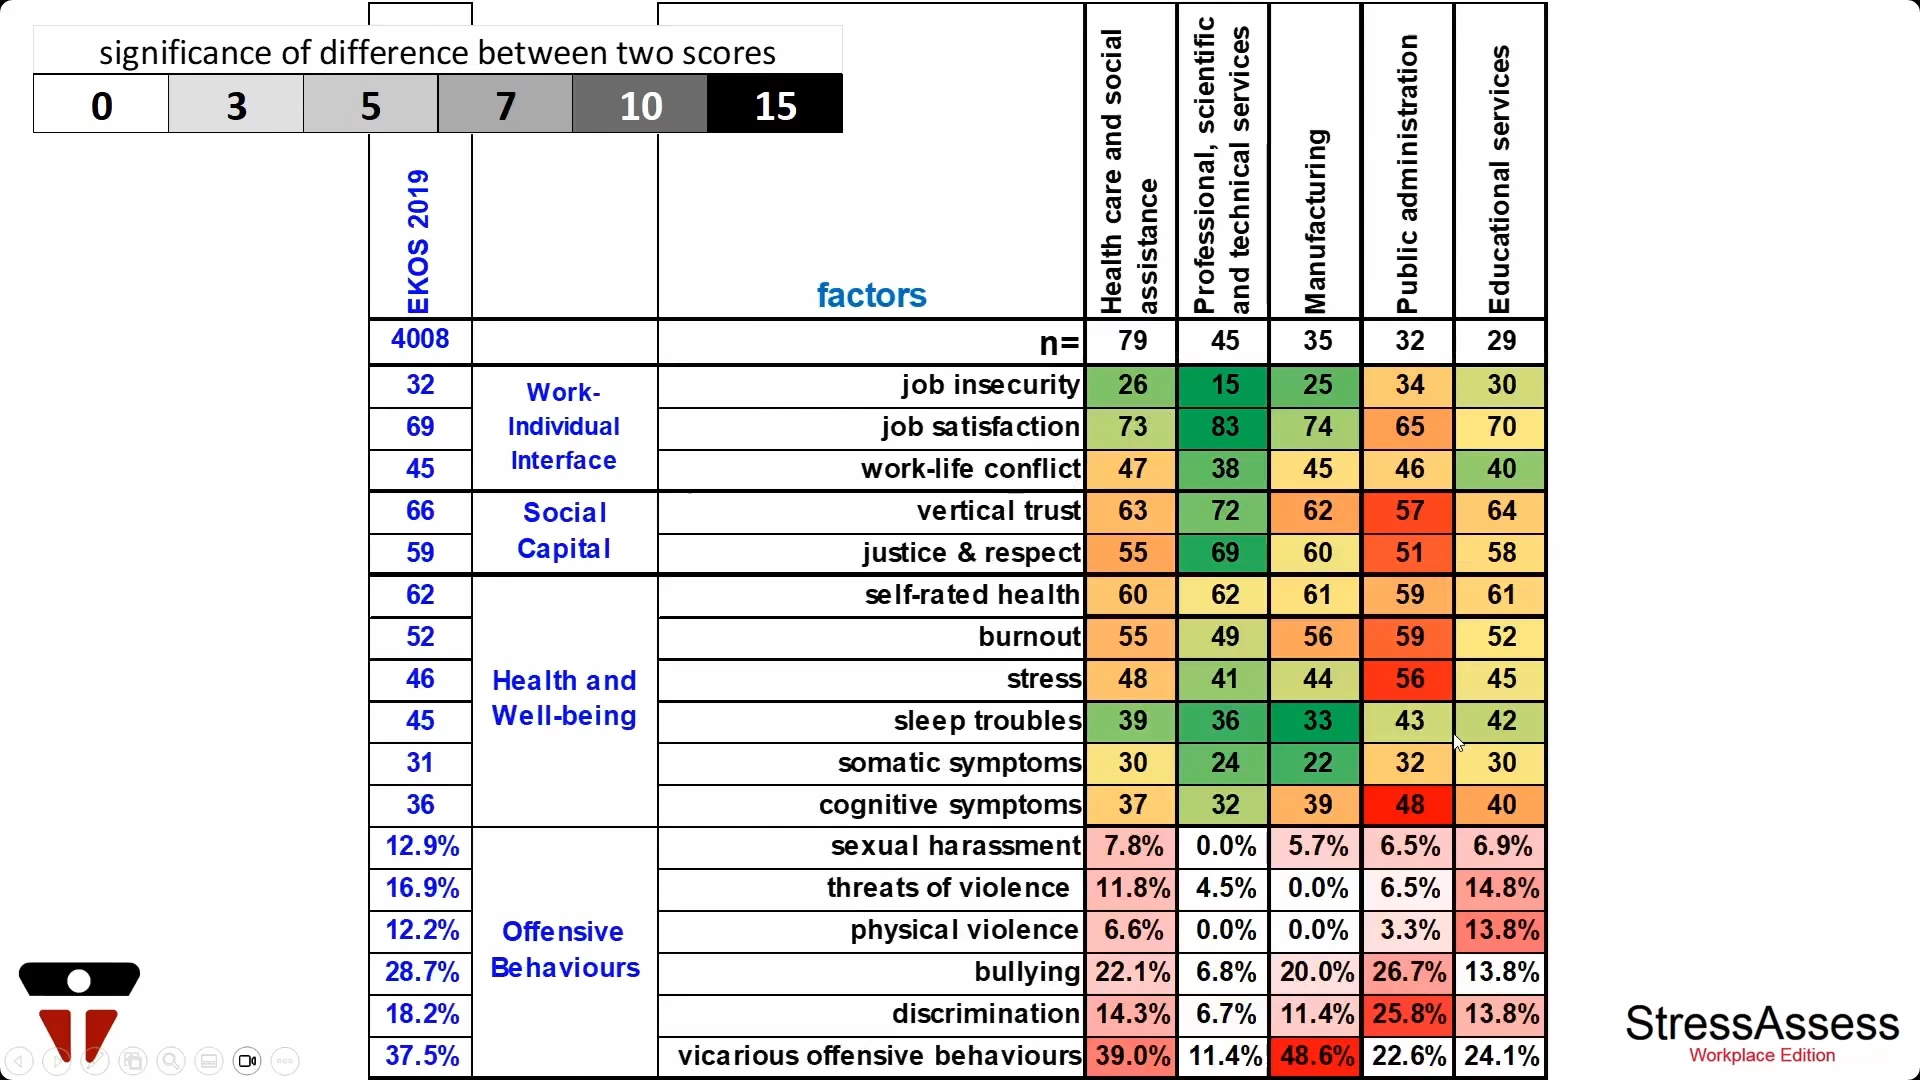 significance of difference between two scores
0 3 5 7 10 15
EKOS 2019
factors
Health care and social
assistance
Professional, scientific
and technical services
Manufacturing
Public administration
Educational services
4008 n= 79 45 35 32 29
Work-
Individual
Interface
32 job insecurity 26 15 25 34 30
69 job satisfaction 73 83 74 65 70
45 work-life conflict 47 38 45 46 40
Social
Capital
66 vertical trust 63 72 62 57 64
59 justice & respect 55 69 60 51 58
Health and
Well-being
62 self-rated health 60 62 61 59 61
52 burnout 55 49 56 59 52
46 stress 48 41 44 56 45
45 sleep troubles 39 36 33 43 42
31 somatic symptoms 30 24 22 32 30
36 cognitive symptoms 37 32 39 48 40
Offensive
Behaviours
12.9% sexual harassment 7.8% 0.0% 5.7% 6.5% 6.9%
16.9% threats of violence 11.8% 4.5% 0.0% 6.5% 14.8%
12.2% physical violence 6.6% 0.0% 0.0% 3.3% 13.8%
28.7% bullying 22.1% 6.8% 20.0% 26.7% 13.8%
18.2% discrimination 14.3% 6.7% 11.4% 25.8% 13.8%
37.5% vicarious offensive behaviours 39.0% 11.4% 48.6% 22.6% 24.1%
StressAssess
Workplace Edition